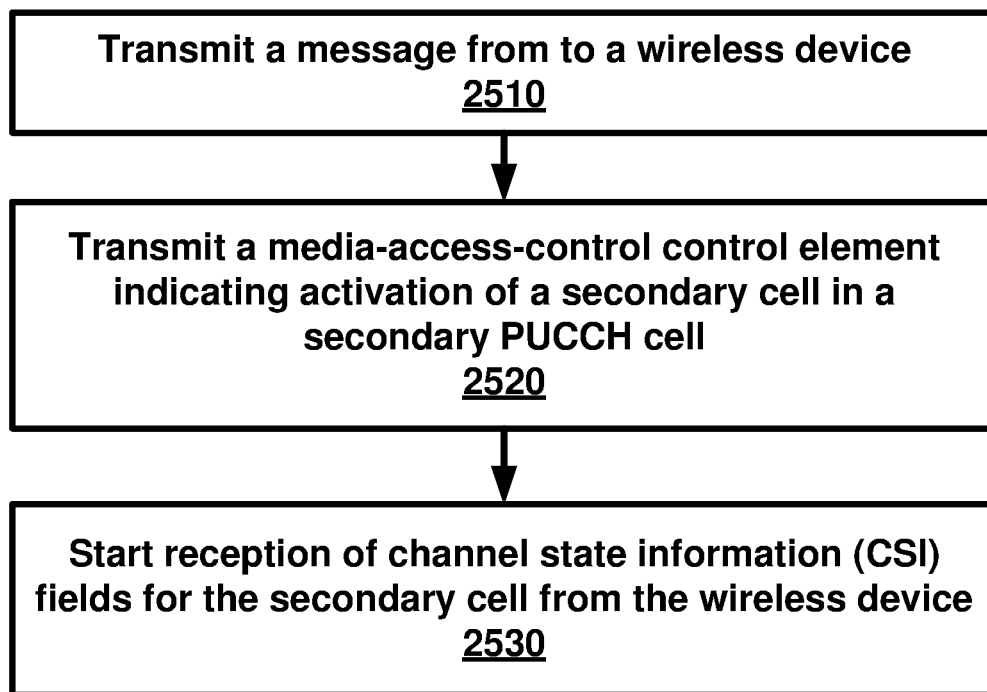 Transmit a message from to a wireless device
2510
Transmit a media-access-control control element
indicating activation of a secondary cell in a
secondary PUCCH cell
2520
Start reception of channel state information (CSI)
fields for the secondary cell from the wireless device
2530